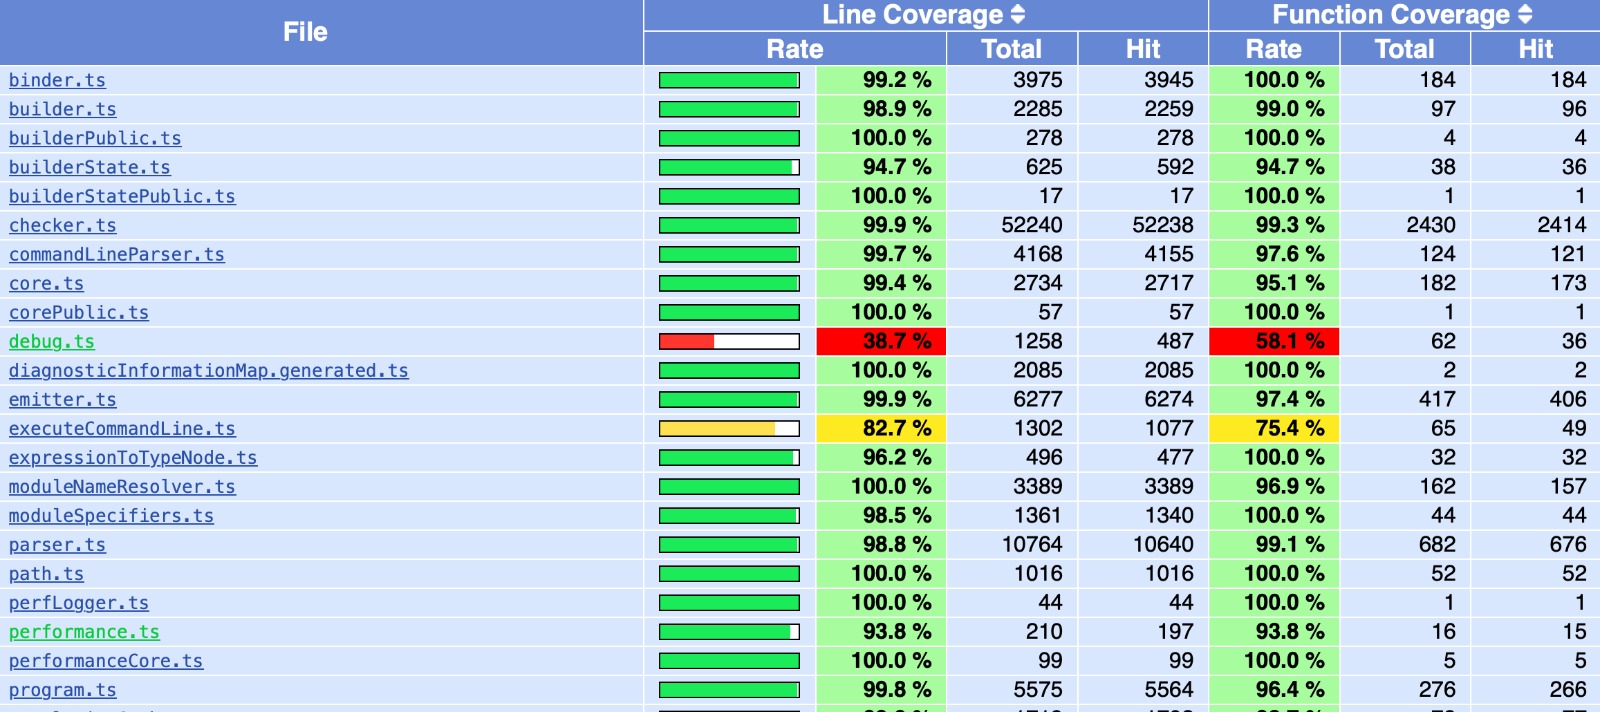 File Line Coverage Function Coverage
Rate Total Hit Rate Total Hit
binder.ts 99.2 % 3975 3945 100.0 % 184 184
builder.ts 98.9 % 2285 2259 99.0 % 97 96
builderPublic.ts 100.0 % 278 278 100.0 % 4 4
builderState.ts 94.7 % 625 592 94.7 % 38 36
builderStatePublic.ts 100.0 % 17 17 100.0 % 1 1
checker.ts 99.9 % 52240 52238 99.3 % 2430 2414
commandLineParser.ts 99.7 % 4168 4155 97.6 % 124 121
core.ts 99.4 % 2734 2717 95.1 % 182 173
corePublic.ts 100.0 % 57 57 100.0 % 1 1
debug.ts 38.7 % 1258 487 58.1 % 62 36
diagnosticInformationMap.generated.ts 100.0 % 2085 2085 100.0 % 2 2
emitter.ts 99.9 % 6277 6274 97.4 % 417 406
executeCommandLine.ts 82.7 % 1302 1077 75.4 % 65 49
expressionToTypeNode.ts 96.2 % 496 477 100.0 % 32 32
moduleNameResolver.ts 100.0 % 3389 3389 96.9 % 162 157
moduleSpecifiers.ts 98.5 % 1361 1340 100.0 % 44 44
parser.ts 98.8 % 10764 10640 99.1 % 682 676
path.ts 100.0 % 1016 1016 100.0 % 52 52
perfLogger.ts 100.0 % 44 44 100.0 % 1 1
performance.ts 93.8 % 210 197 93.8 % 16 15
performanceCore.ts 100.0 % 99 99 100.0 % 5 5
program.ts 99.8 % 5575 5564 96.4 % 276 266